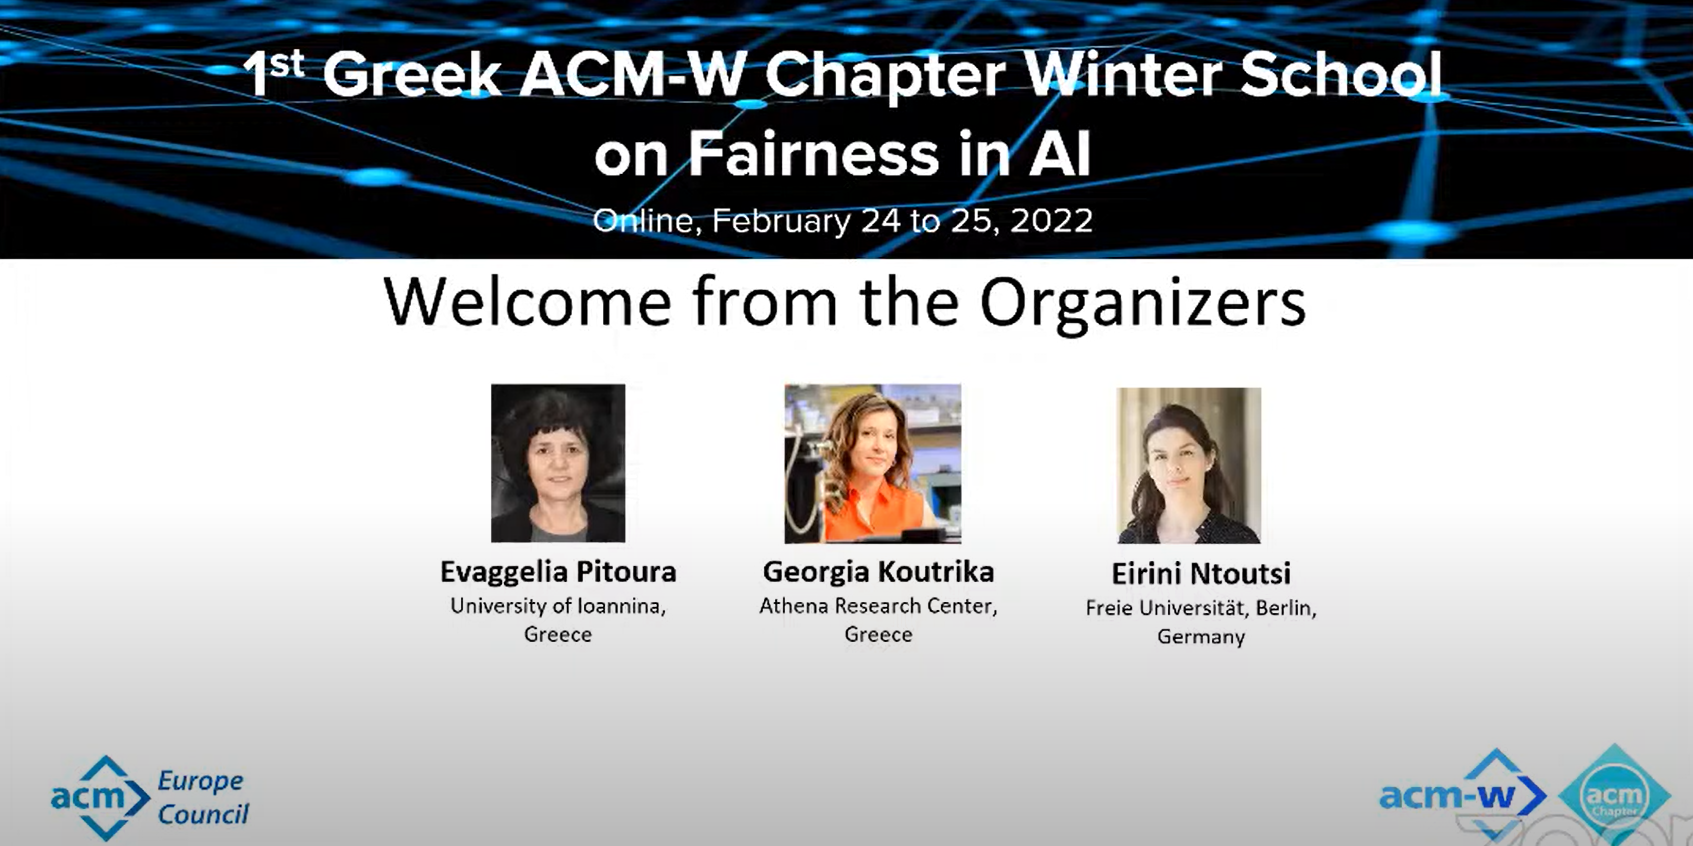 1st Greek ACM-W Chapter Winter School
on Fairness in AI
Online, February 24 to 25, 2022
Welcome from the Organizers
Evaggelia Pitoura
University of Ioannina,
Greece
Georgia Koutrika
Athena Research Center,
Greece
Eirini Ntoutsi
Freie Universität, Berlin,
Germany
acm
Europe
Council
acm-w
acm
Chapter
zoom